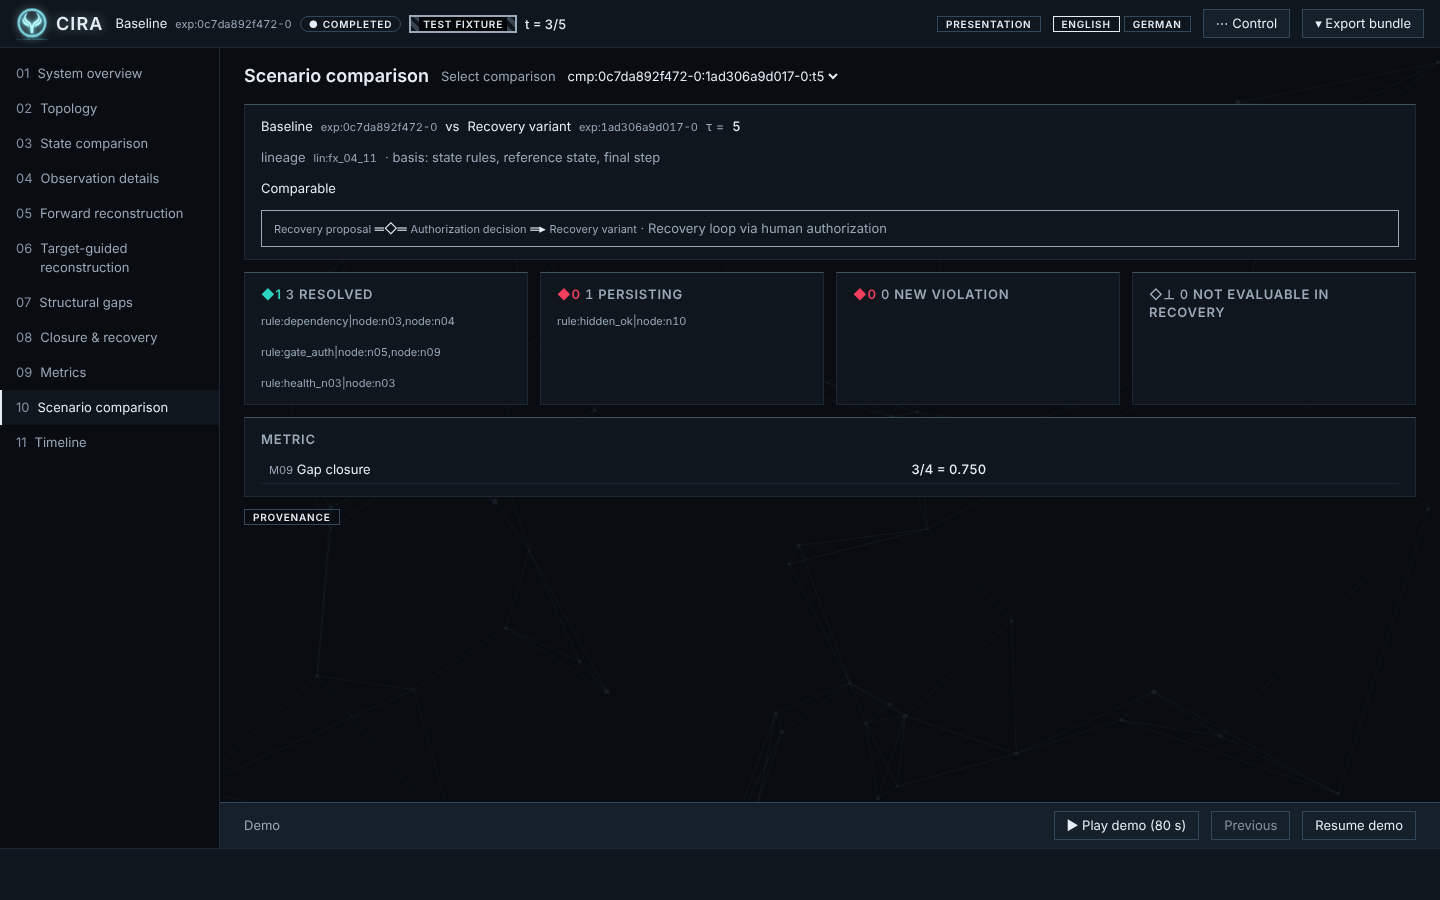 CIRA Baseline exp:0c7da892f472-0 ● COMPLETED TEST FIXTURE t = 3/5 PRESENTATION ENGLISH GERMAN ··· Control ▾ Export bundle
01 System overview
02 Topology
03 State comparison
04 Observation details
05 Forward reconstruction
06 Target-guided
reconstruction
07 Structural gaps
08 Closure & recovery
09 Metrics
10 Scenario comparison
11 Timeline
Scenario comparison Select comparison cmp:0c7da892f472-0:1ad306a9d017-0:t5
Baseline exp:0c7da892f472-0 vs Recovery variant exp:1ad306a9d017-0 τ = 5
lineage lin:fx_04_11 · basis: state rules, reference state, final step
Comparable
Recovery proposal ═◇═ Authorization decision ═▸ Recovery variant · Recovery loop via human authorization
◆1 3 RESOLVED
rule:dependency|node:n03,node:n04
rule:gate_auth|node:n05,node:n09
rule:health_n03|node:n03
◆0 1 PERSISTING
rule:hidden_ok|node:n10
◆0 0 NEW VIOLATION
◇⊥ 0 NOT EVALUABLE IN
RECOVERY
METRIC
M09 Gap closure 3/4 = 0.750
PROVENANCE
Demo ▶ Play demo (80 s) Previous Resume demo